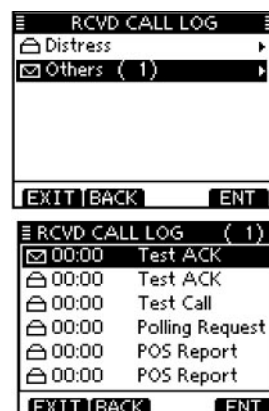 RCVD CALL LOG
Distress
Others ( 1)
EXIT BACK ENT
RCVD CALL LOG ( 1)
00:00 Test ACK
00:00 Test ACK
00:00 Test Call
00:00 Polling Request
00:00 POS Report
00:00 POS Report
EXIT BACK ENT